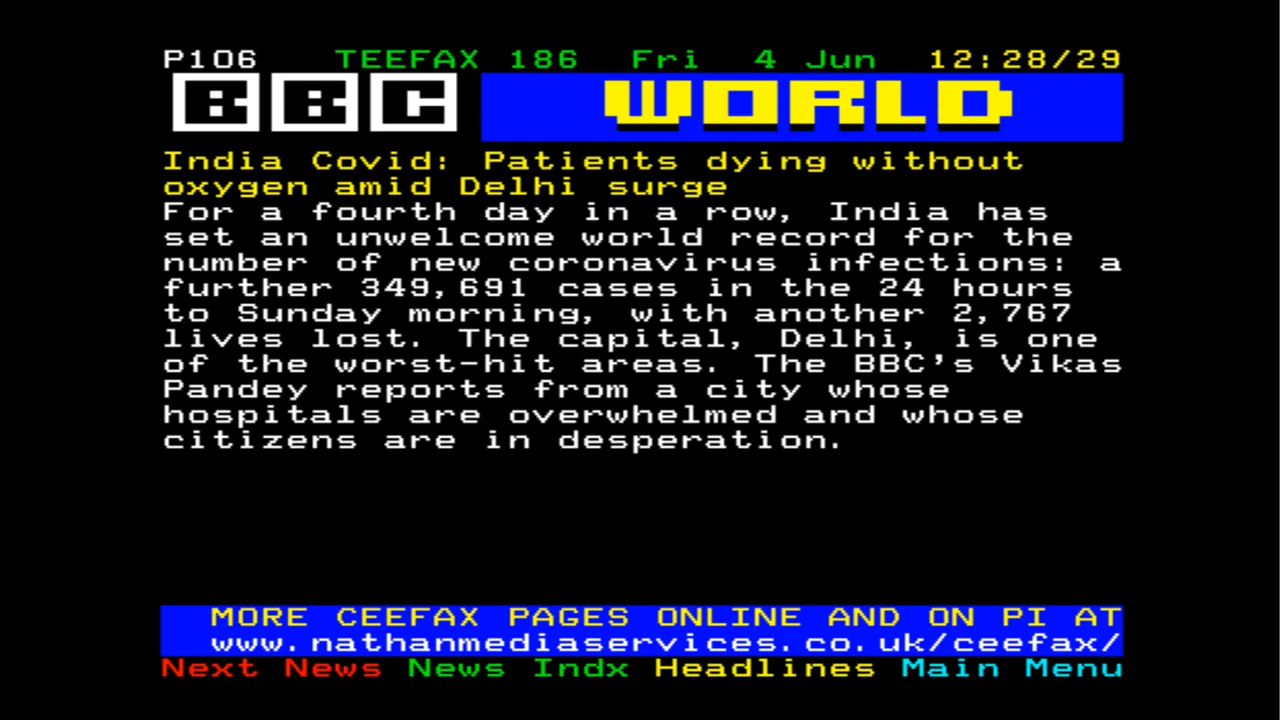 P106 TEEFAX 186 Fri 4 Jun 12:28/29
BBC WORLD
India Covid: Patients dying without
oxygen amid Delhi surge
For a fourth day in a row, India has
set an unwelcome world record for the
number of new coronavirus infections: a
further 349,691 cases in the 24 hours
to Sunday morning, with another 2,767
lives lost. The capital, Delhi, is one
of the worst-hit areas. The BBC's Vikas
Pandey reports from a city whose
hospitals are overwhelmed and whose
citizens are in desperation.
MORE CEEFAX PAGES ONLINE AND ON PI AT
www.nathanmediaservices.co.uk/ceefax/
Next News News Indx Headlines Main Menu